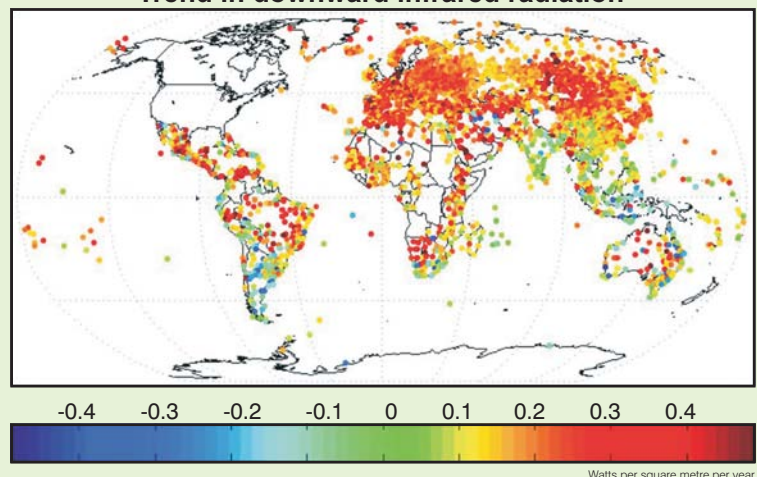 Trend in downward infrared radiation
-0.4 -0.3 -0.2 -0.1 0 0.1 0.2 0.3 0.4
Watts per square metre per year